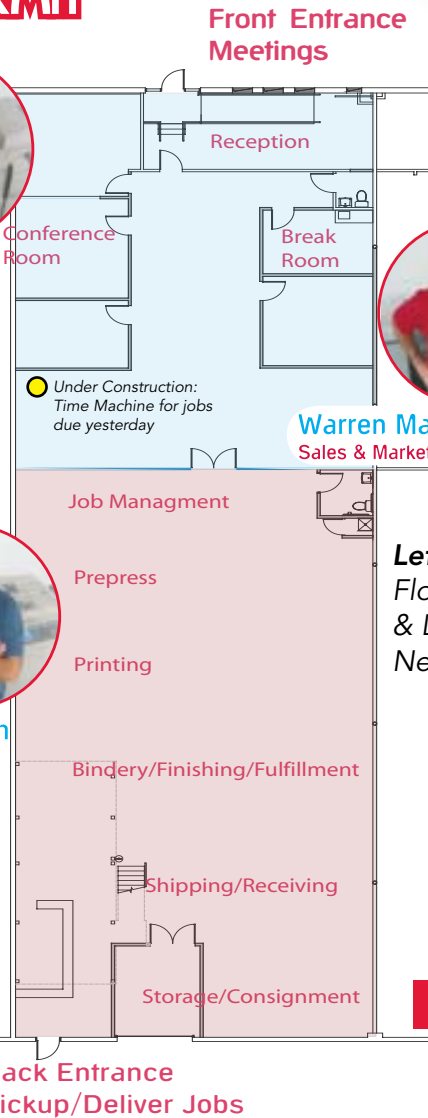 Front Entrance
Meetings
Reception
Conference
Room
Break
Room
Under Construction:
Time Machine for jobs
due yesterday
Warren Ma
Sales & Market
Job Managment
Prepress
Printing
Bindery/Finishing/Fulfillment
Shipping/Receiving
Storage/Consignment
& L
Ne
ack Entrance
ickup/Deliver Jobs